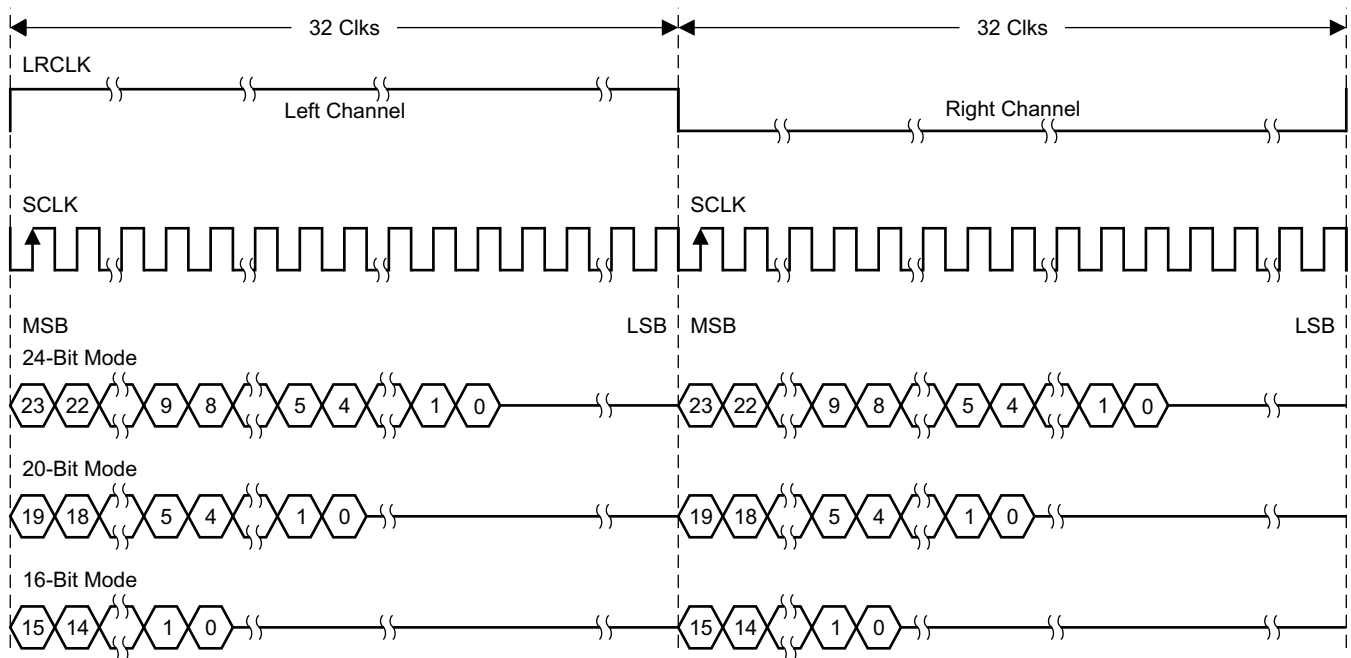 32 Clks 32 Clks
LRCLK
Left Channel Right Channel
SCLK SCLK
MSB LSB MSB LSB
24-Bit Mode
23 22 9 8 5 4 1 0 23 22 9 8 5 4 1 0
20-Bit Mode
19 18 5 4 1 0 19 18 5 4 1 0
16-Bit Mode
15 14 1 0 15 14 1 0